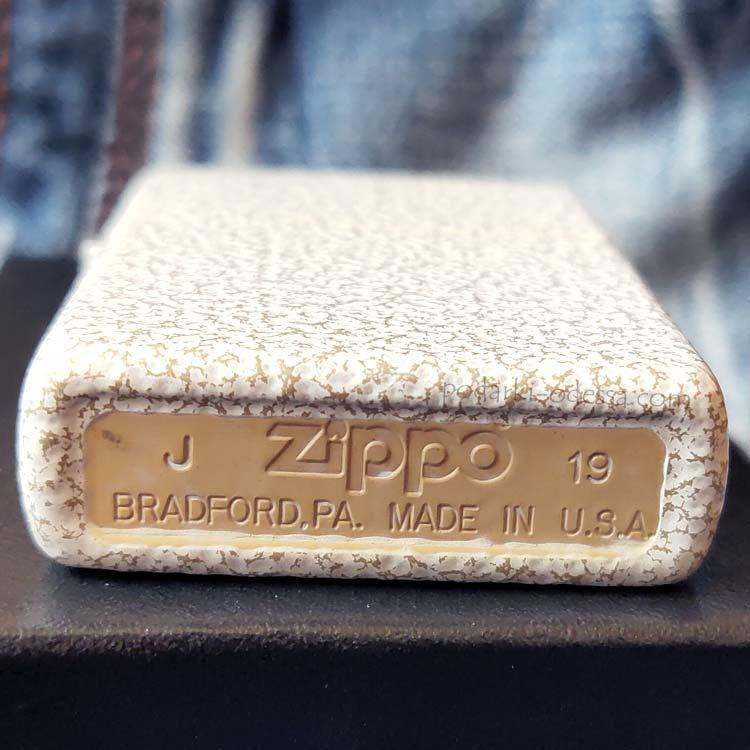 podarki-odessa.com
J Zippo 19
BRADFORD, PA. MADE IN U.S.A.